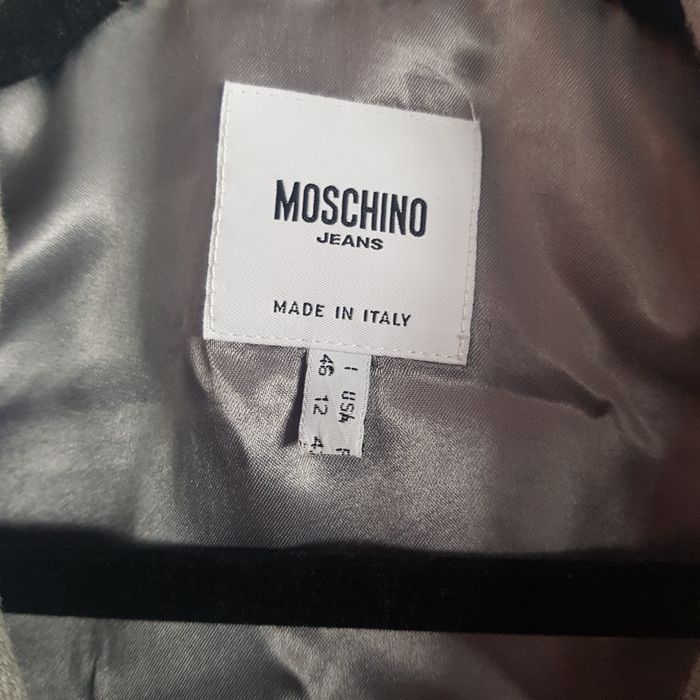 MOSCHINO
JEANS
MADE IN ITALY
I USA F
46 12